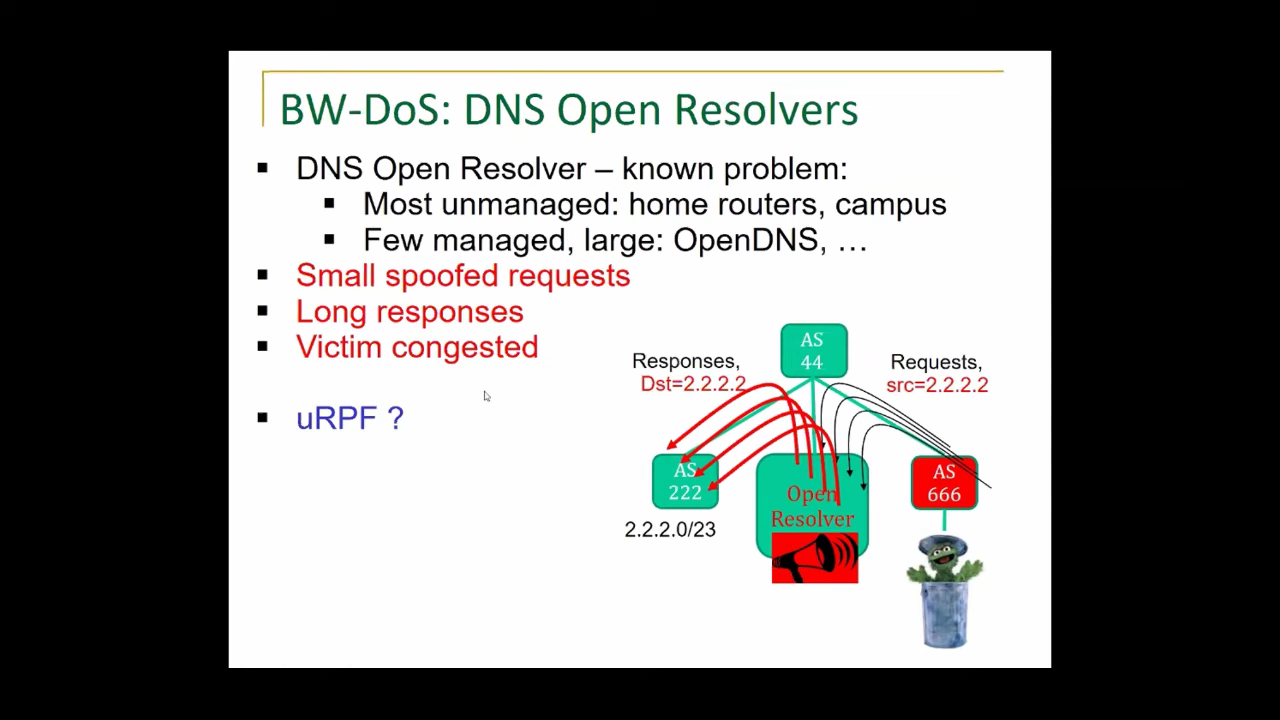 BW-DoS: DNS Open Resolvers
▪ DNS Open Resolver – known problem:
▪ Most unmanaged: home routers, campus
▪ Few managed, large: OpenDNS, …
▪ Small spoofed requests
▪ Long responses
▪ Victim congested
▪ uRPF ?
Responses,
Dst=2.2.2.2
AS
44
Requests,
src=2.2.2.2
AS
222
2.2.2.0/23
Open
Resolver
AS
666